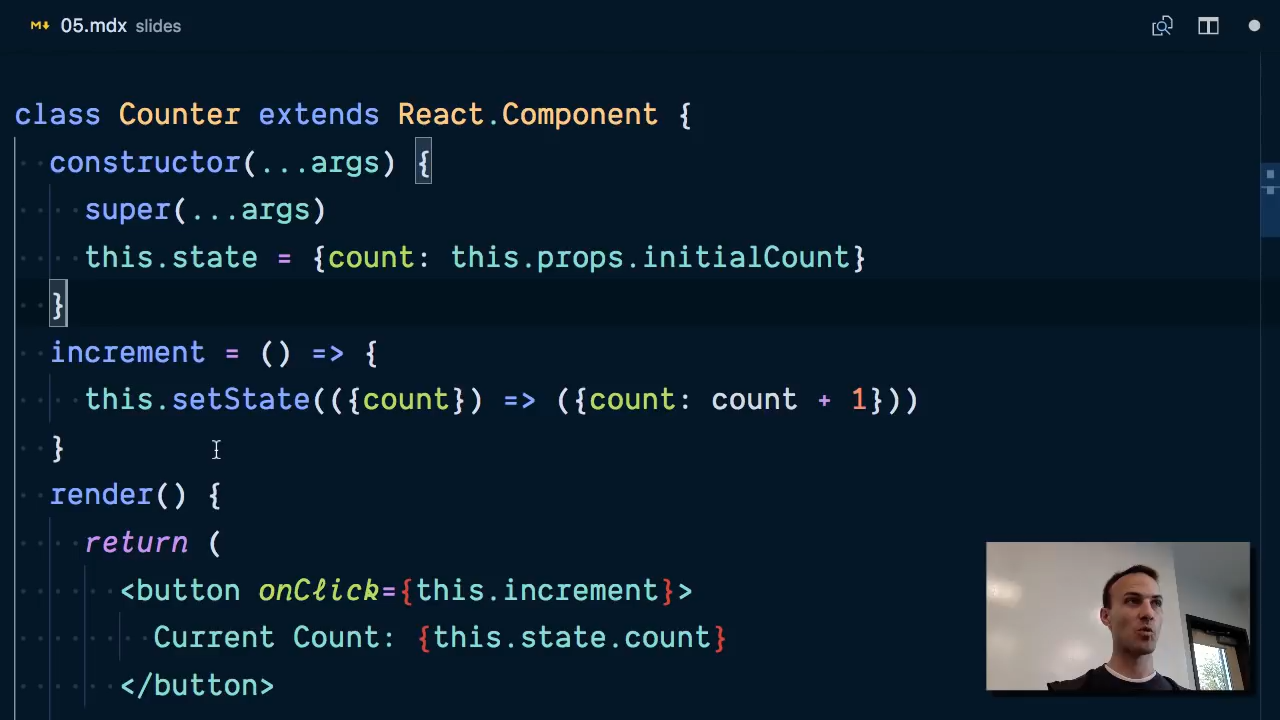 M↓ 05.mdx slides
class Counter extends React.Component {
constructor(...args) {
super(...args)
this.state = {count: this.props.initialCount}
}
increment = () => {
this.setState(({count}) => ({count: count + 1}))
}
render() {
return (
<button onClick={this.increment}>
Current Count: {this.state.count}
</button>